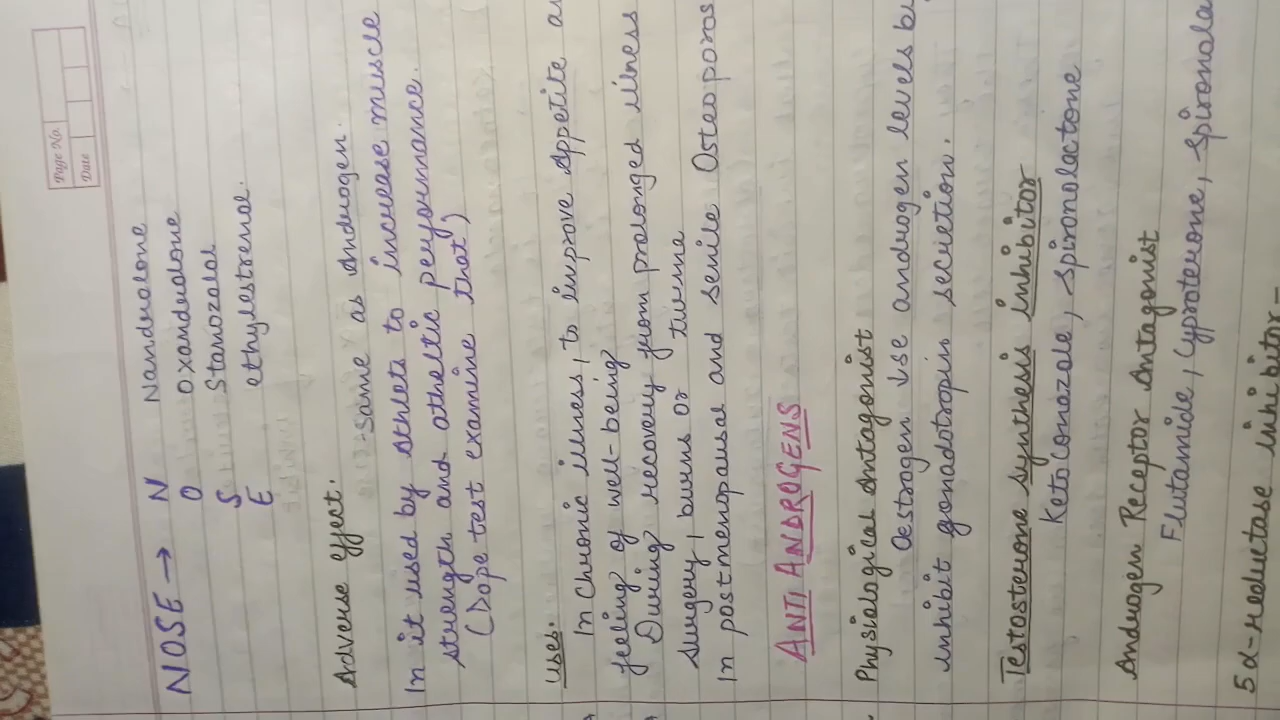 Page No.
Date
NOSE → N Nandrolone
O Oxandrolone
S Stanozolol
E ethylestrenol.
Adverse effect.
- same as androgen.
In it used by athlets to increase muscle
strength and atheltic performance.
(Dope test examine that)
Uses.
In Chronic illness, to improve appetite
feeling of well-being
During recovery from prolonged illness
surgery, burns or
In postmenopausal and senile Osteoporos
ANTI ANDROGENS
Physiological Antagonist
Oestrogen use androgen levels
inhibit gonadotropin secretion.
Testosterone synthesis inhibitor
Ketoconazale, spironolactone
Androgen Receptor Antagonist
Flutamide, Cyproterone, spironola
5α-reductase inhibitor-